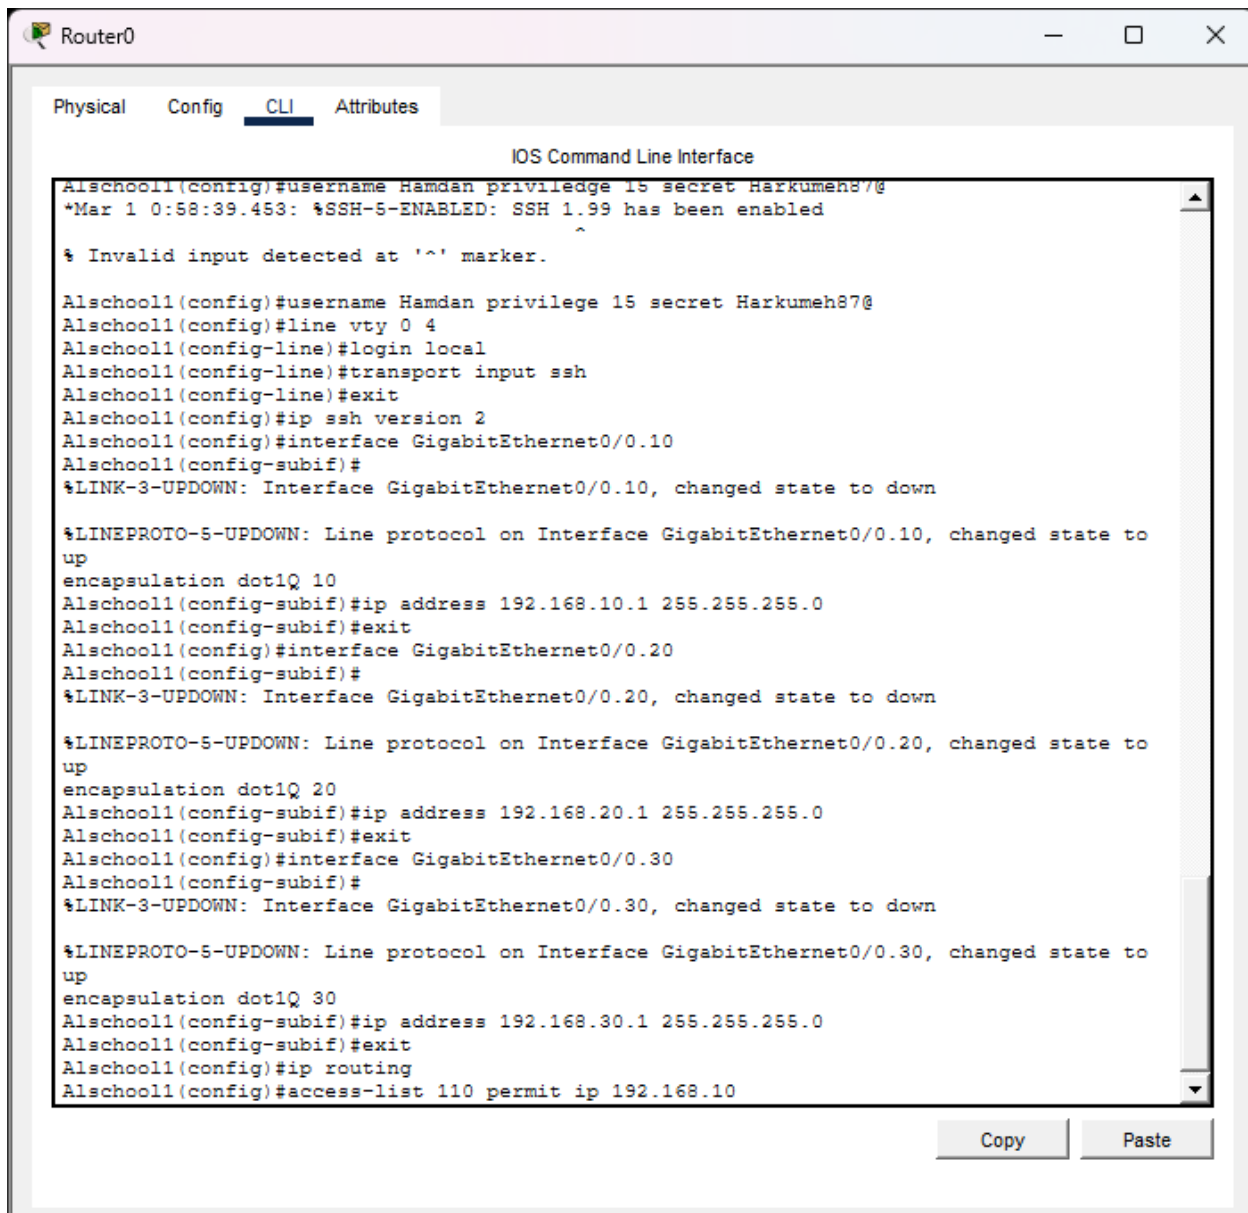 Router0
Physical Config CLI Attributes
IOS Command Line Interface
Alschool1(config)#username Hamdan priviledge 15 secret Harkumeh87@
*Mar 1 0:58:39.453: %SSH-5-ENABLED: SSH 1.99 has been enabled
^
% Invalid input detected at '^' marker.
Alschool1(config)#username Hamdan privilege 15 secret Harkumeh87@
Alschool1(config)#line vty 0 4
Alschool1(config-line)#login local
Alschool1(config-line)#transport input ssh
Alschool1(config-line)#exit
Alschool1(config)#ip ssh version 2
Alschool1(config)#interface GigabitEthernet0/0.10
Alschool1(config-subif)#
%LINK-3-UPDOWN: Interface GigabitEthernet0/0.10, changed state to down
%LINEPROTO-5-UPDOWN: Line protocol on Interface GigabitEthernet0/0.10, changed state to
up
encapsulation dot1Q 10
Alschool1(config-subif)#ip address 192.168.10.1 255.255.255.0
Alschool1(config-subif)#exit
Alschool1(config)#interface GigabitEthernet0/0.20
Alschool1(config-subif)#
%LINK-3-UPDOWN: Interface GigabitEthernet0/0.20, changed state to down
%LINEPROTO-5-UPDOWN: Line protocol on Interface GigabitEthernet0/0.20, changed state to
up
encapsulation dot1Q 20
Alschool1(config-subif)#ip address 192.168.20.1 255.255.255.0
Alschool1(config-subif)#exit
Alschool1(config)#interface GigabitEthernet0/0.30
Alschool1(config-subif)#
%LINK-3-UPDOWN: Interface GigabitEthernet0/0.30, changed state to down
%LINEPROTO-5-UPDOWN: Line protocol on Interface GigabitEthernet0/0.30, changed state to
up
encapsulation dot1Q 30
Alschool1(config-subif)#ip address 192.168.30.1 255.255.255.0
Alschool1(config-subif)#exit
Alschool1(config)#ip routing
Alschool1(config)#access-list 110 permit ip 192.168.10
Copy Paste